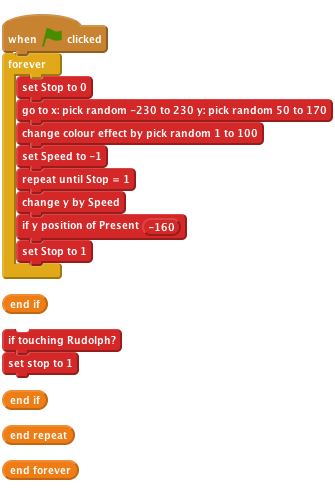 when clicked
forever
set Stop to 0
go to x: pick random -230 to 230 y: pick random 50 to 170
change colour effect by pick random 1 to 100
set Speed to -1
repeat until Stop = 1
change y by Speed
if y position of Present -160
set Stop to 1
end if
if touching Rudolph?
set stop to 1
end if
end repeat
end forever